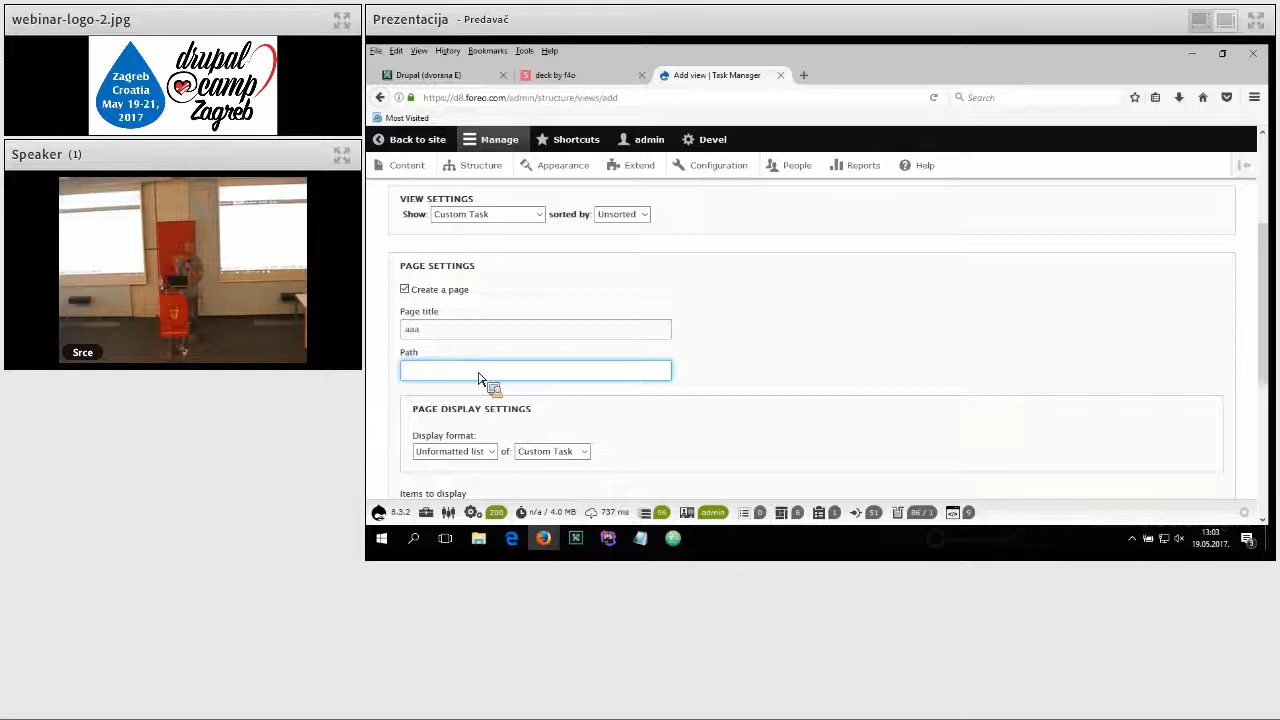 webinar-logo-2.jpg
Zagreb
Croatia
May 19-21,
2017
drupal
camp
Zagreb
Speaker (1)
Srce
Prezentacija - Predavač
File Edit View History Bookmarks Tools Help
Drupal (dvorana E)
deck by f4o
Add view | Task Manager
https://d8.foreo.com/admin/structure/views/add
Search
Most Visited
Back to site Manage Shortcuts admin Devel
Content Structure Appearance Extend Configuration People Reports Help
VIEW SETTINGS
Show: Custom Task sorted by: Unsorted
PAGE SETTINGS
Create a page
Page title
aaa
Path
PAGE DISPLAY SETTINGS
Display format:
Unformatted list of: Custom Task
Items to display
8.3.2 200 n/a / 4.0 MB 737 ms 96 admin 0 8 1 51 86 / 1 9
13:03
19.05.2017.